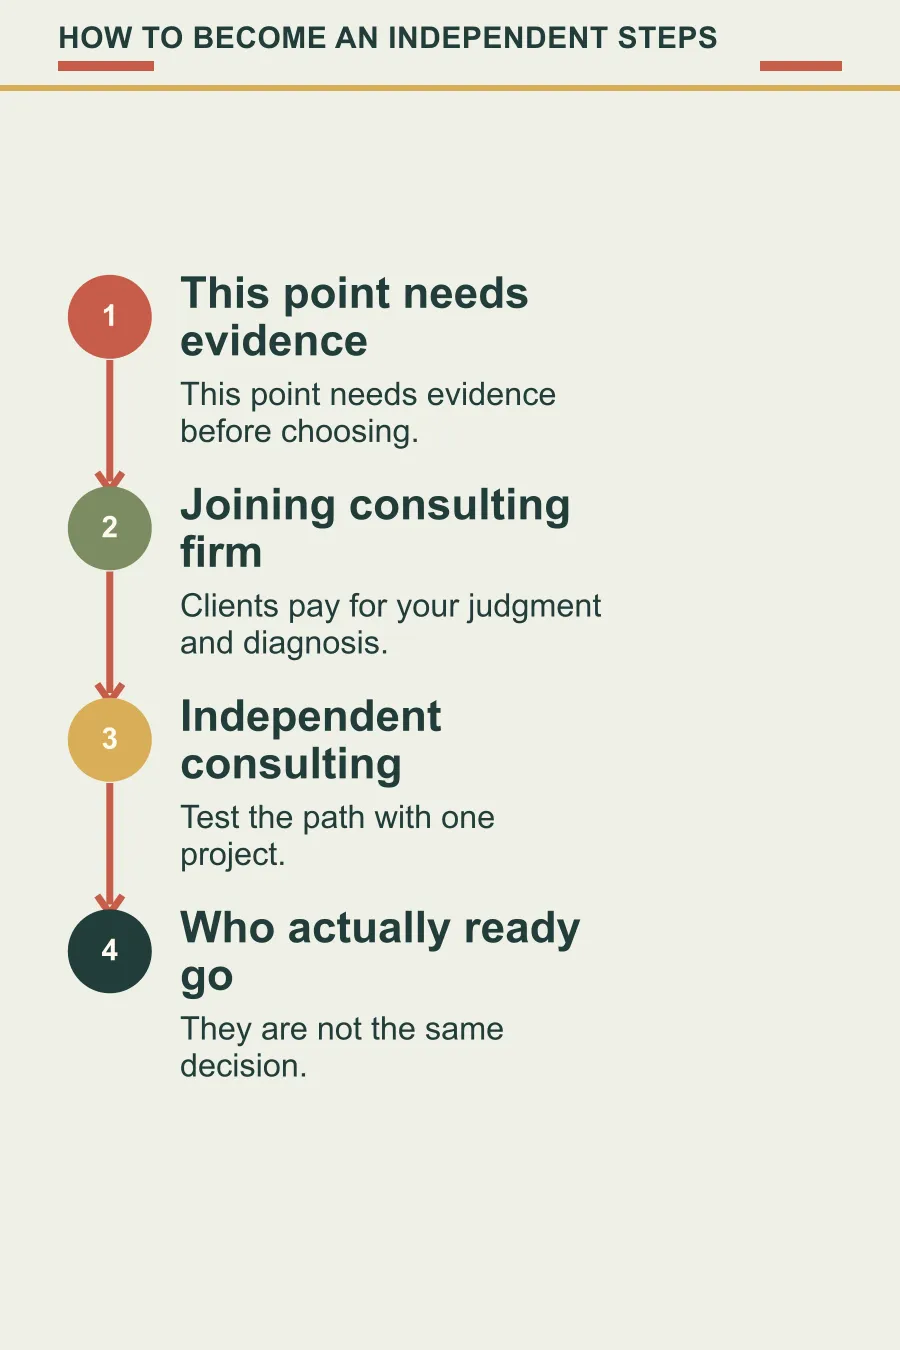 HOW TO BECOME AN INDEPENDENT STEPS
1
This point needs
evidence
This point needs evidence
before choosing.
2
Joining consulting
firm
Clients pay for your judgment
and diagnosis.
3
Independent
consulting
Test the path with one
project.
4
Who actually ready
go
They are not the same
decision.